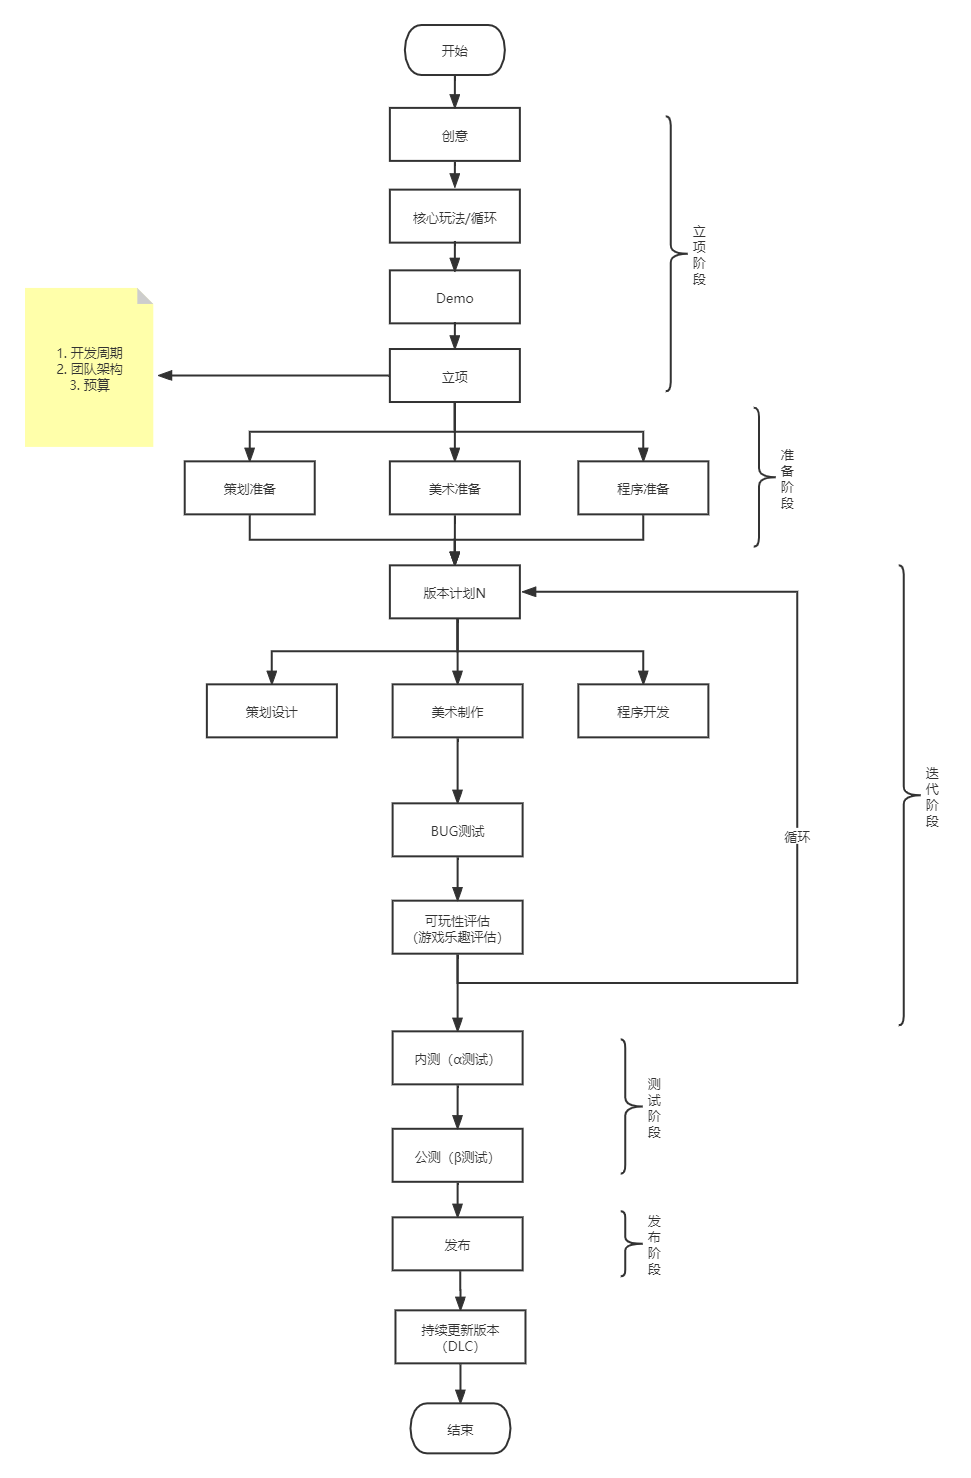 开始
创意
核心玩法/循环
Demo
立项
立
项
阶
段
1. 开发周期
2. 团队架构
3. 预算
策划准备
美术准备
程序准备
准
备
阶
段
版本计划N
策划设计
美术制作
程序开发
BUG测试
可玩性评估
（游戏乐趣评估）
循环
迭
代
阶
段
内测（α测试）
公测（β测试）
测
试
阶
段
发布
发
布
阶
段
持续更新版本
（DLC）
结束